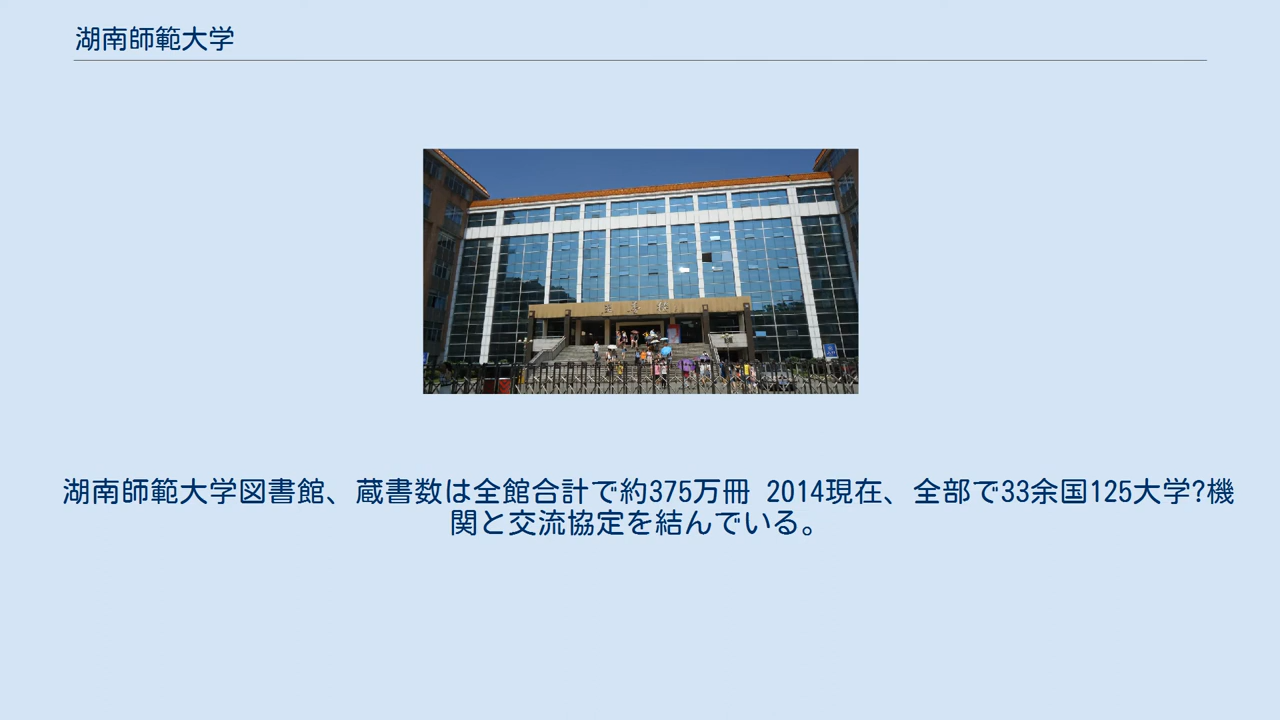 湖南師範大学
湖南師範大学図書館、蔵書数は全館合計で約375万冊 2014現在、全部で33余国125大学?機
関と交流協定を結んでいる。